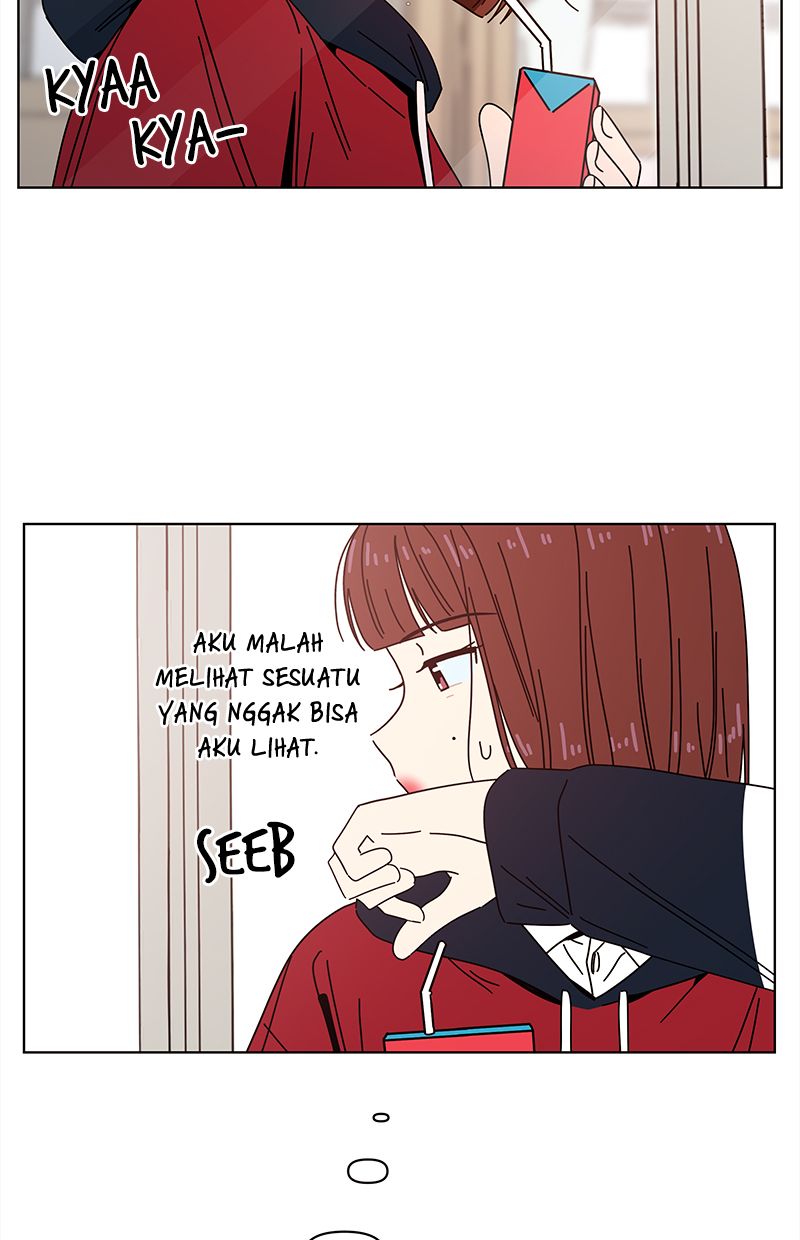 KYAA
KYA-
AKU MALAH
MELIHAT SESUATU
YANG NGGAK BISA
AKU LIHAT.
SEEB